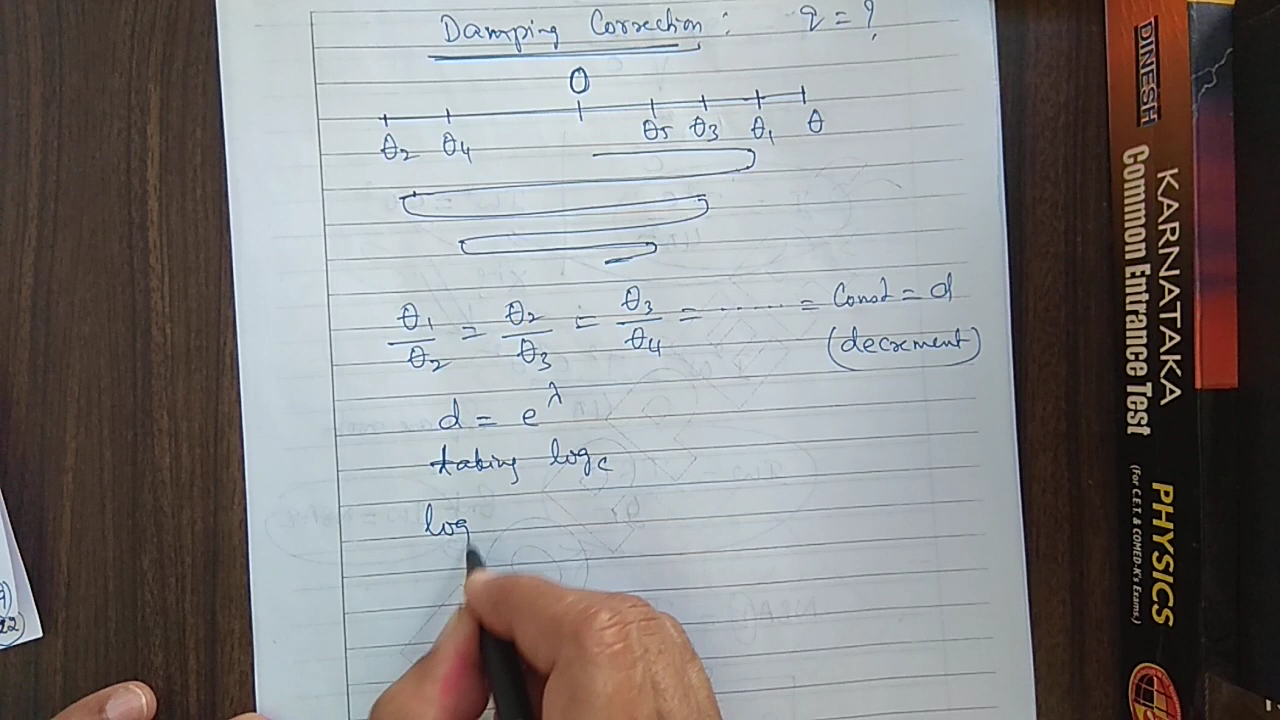 Damping Correction : q = ?
0
θ₂ θ₄ θ₅ θ₃ θ₁ θ
θ₁/θ₂ = θ₂/θ₃ = θ₃/θ₄ = ....... = Const = d
(decrement)
d = e^λ
taking logₑ
log
DINESH
KARNATAKA
Common Entrance Test
(For C.E.T. & COMED-K's Exams.)
PHYSICS